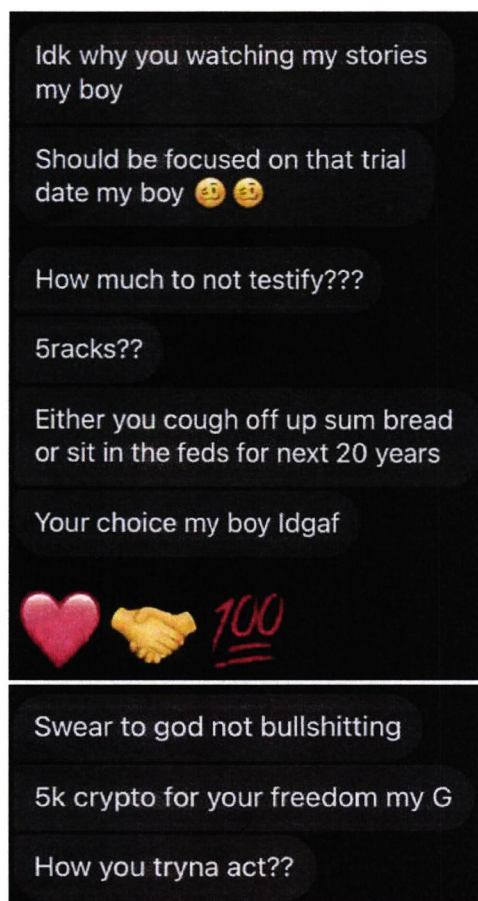 Idk why you watching my stories
my boy
Should be focused on that trial
date my boy 🥴🥴
How much to not testify???
5racks??
Either you cough off up sum bread
or sit in the feds for next 20 years
Your choice my boy Idgaf
🩷🤝💯
Swear to god not bullshitting
5k crypto for your freedom my G
How you tryna act??